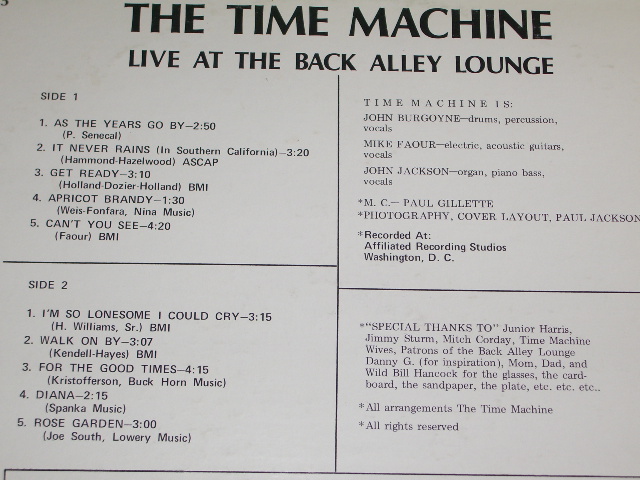 THE TIME MACHINE
LIVE AT THE BACK ALLEY LOUNGE
SIDE 1
1. AS THE YEARS GO BY—2:50
(P. Senecal)
2. IT NEVER RAINS (In Southern California)—3:20
(Hammond-Hazelwood) ASCAP
3. GET READY—3:10
(Holland-Dozier-Holland) BMI
4. APRICOT BRANDY—1:30
(Weis-Fonfara, Nina Music)
5. CAN'T YOU SEE—4:20
(Faour) BMI
SIDE 2
1. I'M SO LONESOME I COULD CRY—3:15
(H. Williams, Sr.) BMI
2. WALK ON BY—3:07
(Kendell-Hayes) BMI
3. FOR THE GOOD TIMES—4:15
(Kristofferson, Buck Horn Music)
4. DIANA—2:15
(Spanka Music)
5. ROSE GARDEN—3:00
(Joe South, Lowery Music)
TIME MACHINE IS:
JOHN BURGOYNE—drums, percussion,
vocals
MIKE FAOUR—electric, acoustic guitars,
vocals
JOHN JACKSON—organ, piano bass,
vocals
*M. C.— PAUL GILLETTE
*PHOTOGRAPHY, COVER LAYOUT, PAUL JACKSON
*Recorded At:
Affiliated Recording Studios
Washington, D. C.
*"SPECIAL THANKS TO" Junior Harris,
Jimmy Sturm, Mitch Corday, Time Machine
Wives, Patrons of the Back Alley Lounge
Danny G. (for inspiration), Mom, Dad, and
Wild Bill Hancock for the glasses, the card-
board, the sandpaper, the plate, etc. etc. etc..
*All arrangements The Time Machine
*All rights reserved